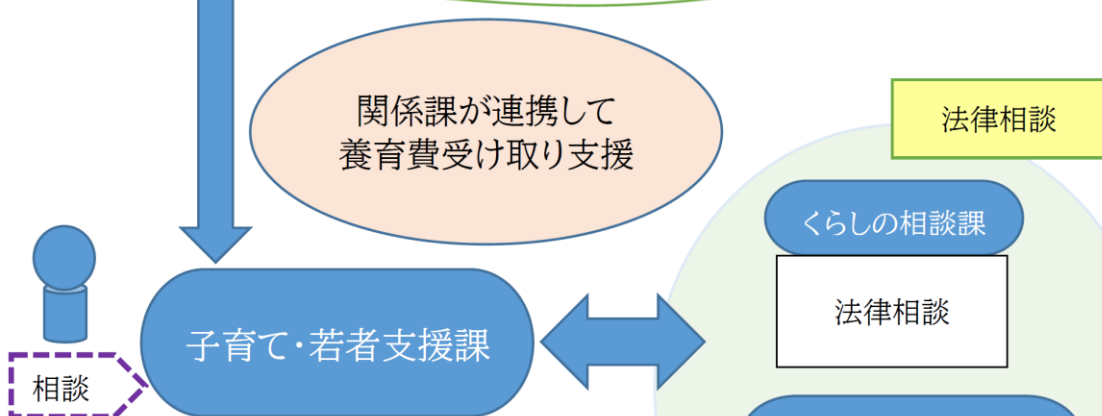 関係課が連携して
養育費受け取り支援
法律相談
くらしの相談課
法律相談
子育て・若者支援課
相談